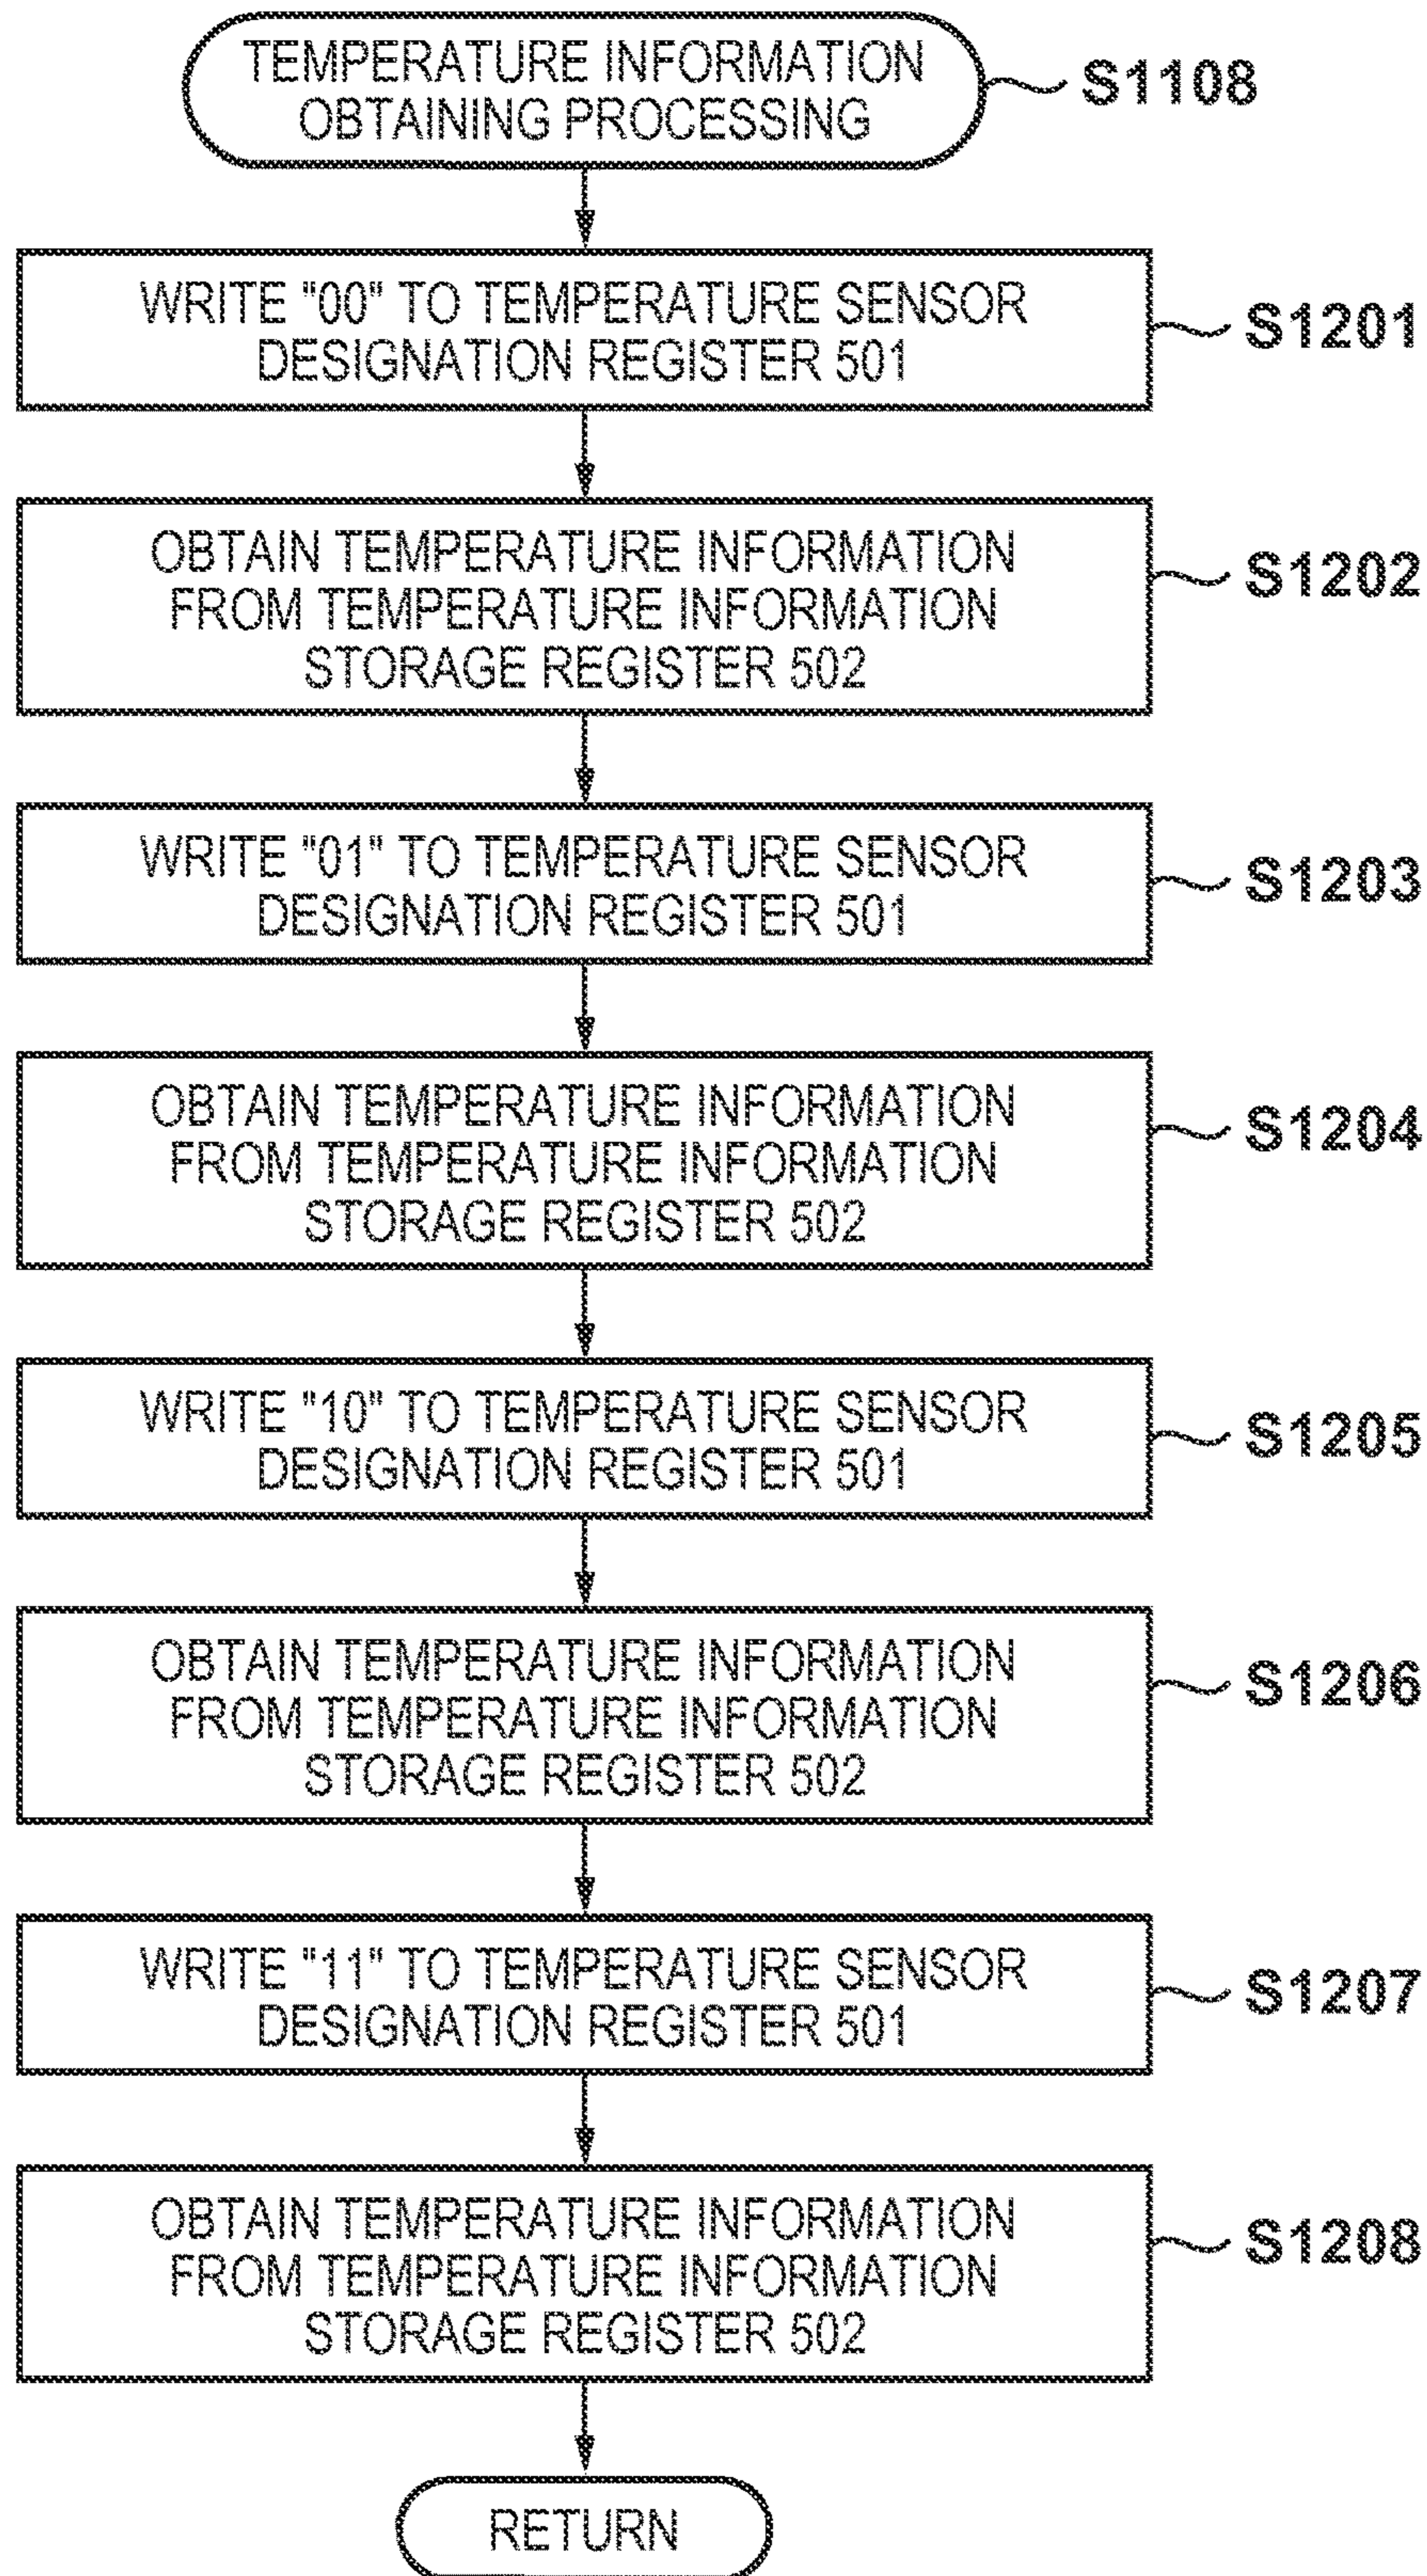 TEMPERATURE INFORMATION
OBTAINING PROCESSING
S1108
WRITE "00" TO TEMPERATURE SENSOR
DESIGNATION REGISTER 501
S1201
OBTAIN TEMPERATURE INFORMATION
FROM TEMPERATURE INFORMATION
STORAGE REGISTER 502
S1202
WRITE "01" TO TEMPERATURE SENSOR
DESIGNATION REGISTER 501
S1203
OBTAIN TEMPERATURE INFORMATION
FROM TEMPERATURE INFORMATION
STORAGE REGISTER 502
S1204
WRITE "10" TO TEMPERATURE SENSOR
DESIGNATION REGISTER 501
S1205
OBTAIN TEMPERATURE INFORMATION
FROM TEMPERATURE INFORMATION
STORAGE REGISTER 502
S1206
WRITE "11" TO TEMPERATURE SENSOR
DESIGNATION REGISTER 501
S1207
OBTAIN TEMPERATURE INFORMATION
FROM TEMPERATURE INFORMATION
STORAGE REGISTER 502
S1208
RETURN